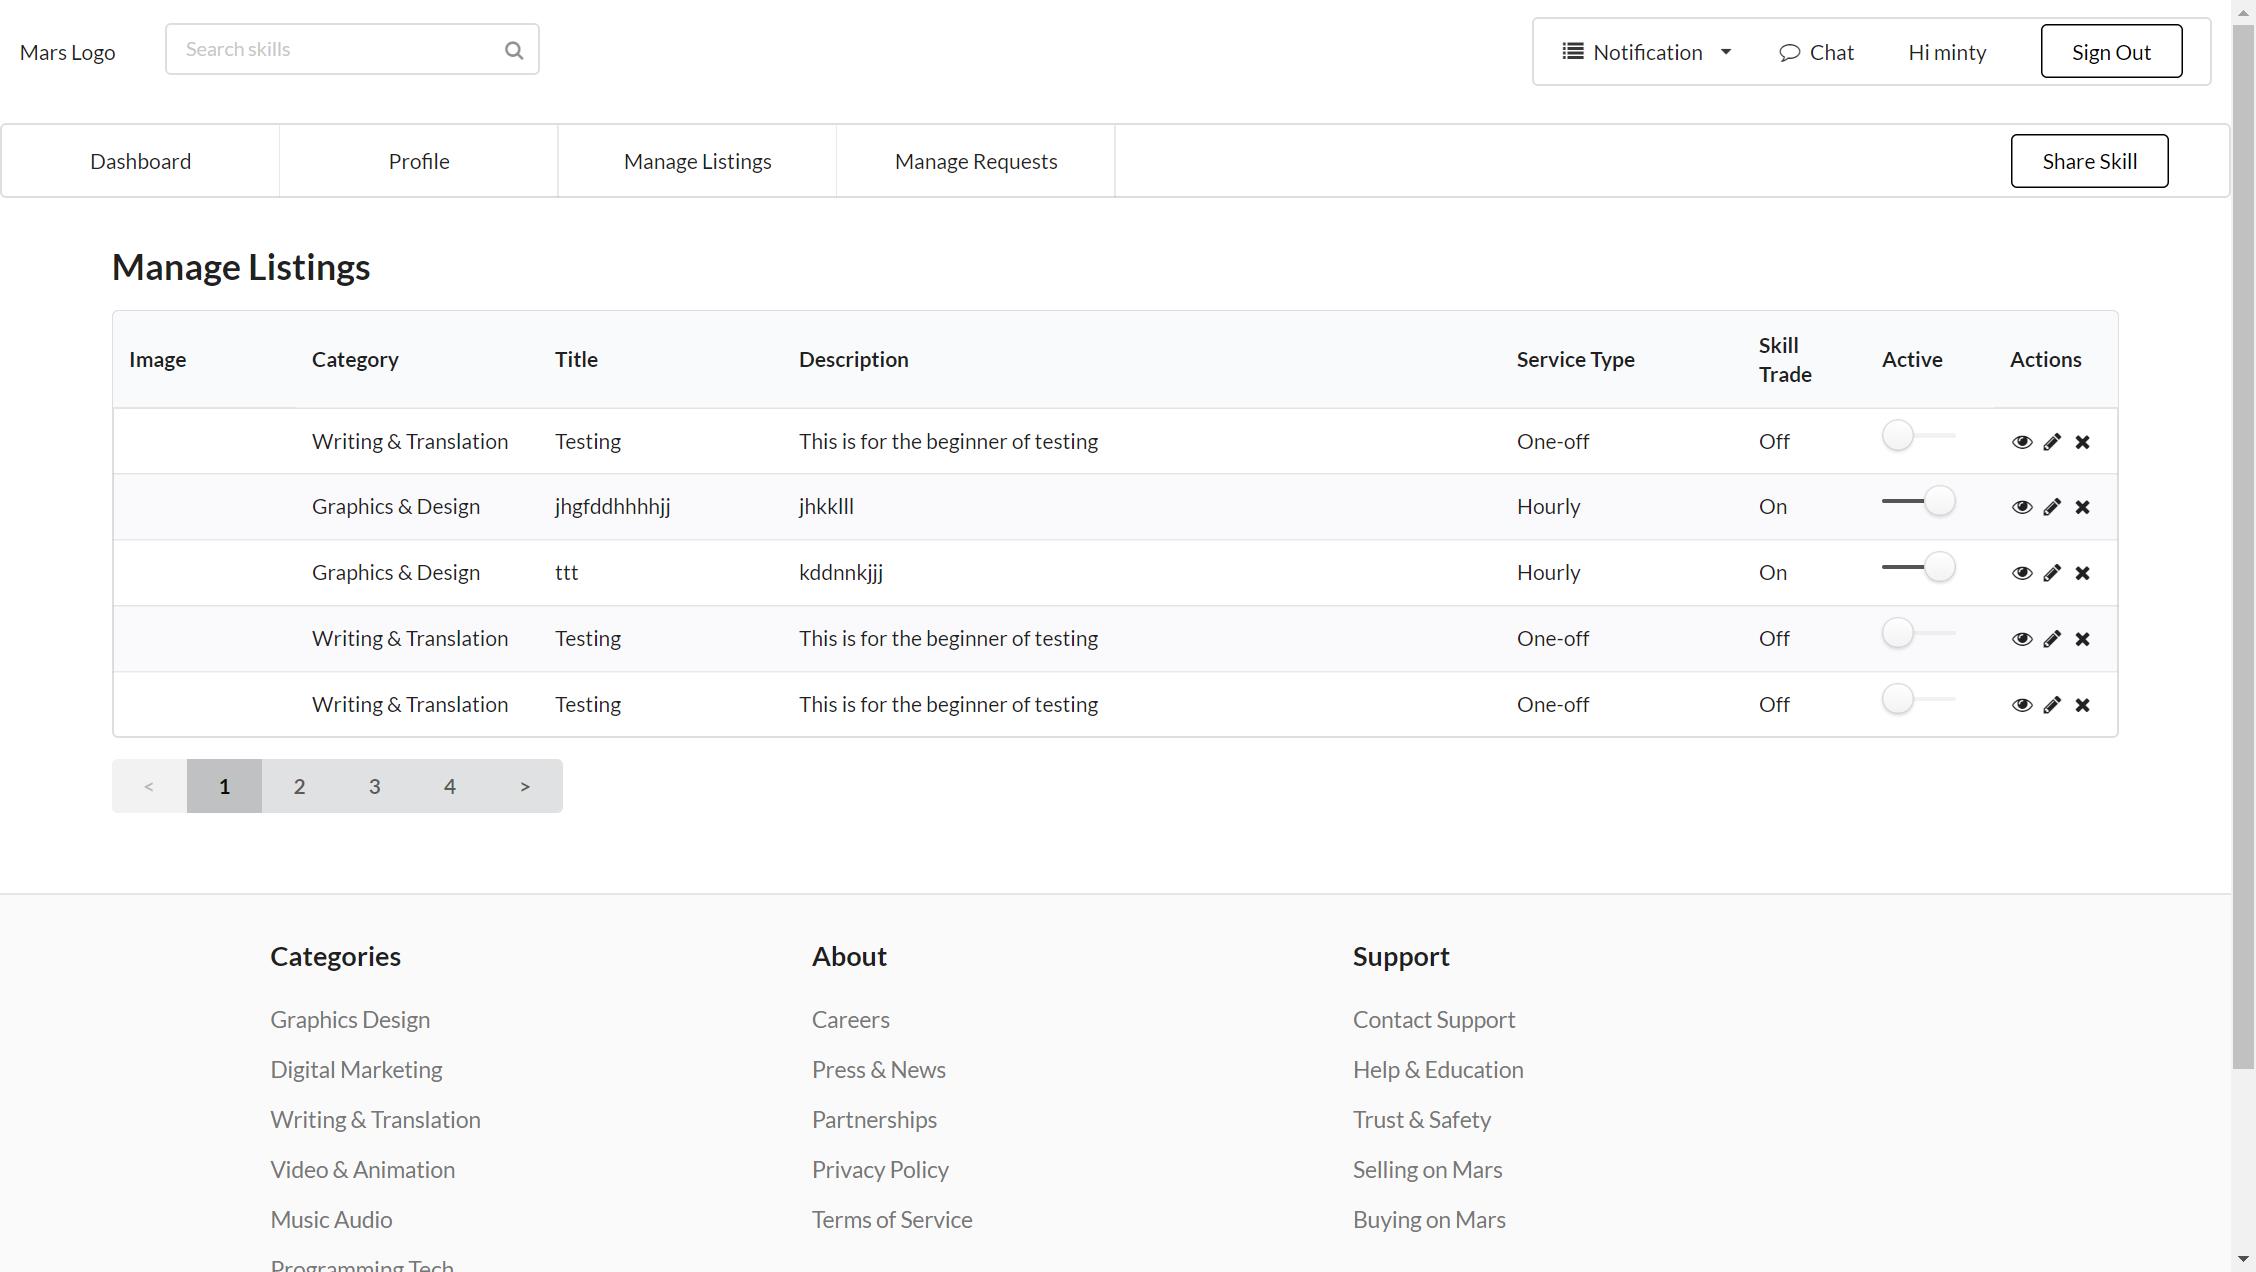 Mars Logo
Search skills
Notification
Chat
Hi minty
Sign Out
Dashboard
Profile
Manage Listings
Manage Requests
Share Skill
Manage Listings
Image Category Title Description Service Type Skill Trade Active Actions
Writing & Translation Testing This is for the beginner of testing One-off Off
Graphics & Design jhgfddhhhhjj jhkklll Hourly On
Graphics & Design ttt kddnnkjjj Hourly On
Writing & Translation Testing This is for the beginner of testing One-off Off
Writing & Translation Testing This is for the beginner of testing One-off Off
< 1 2 3 4 >
Categories
Graphics Design
Digital Marketing
Writing & Translation
Video & Animation
Music Audio
Programming Tech
About
Careers
Press & News
Partnerships
Privacy Policy
Terms of Service
Support
Contact Support
Help & Education
Trust & Safety
Selling on Mars
Buying on Mars